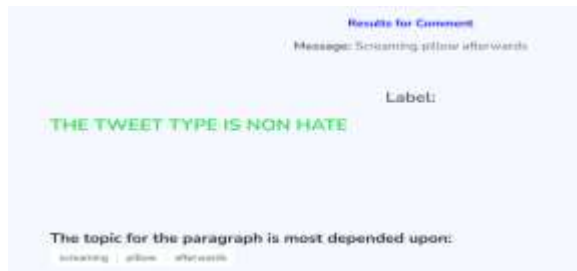 Results for Comment
Message: Screaming pillow afterwards
Label:
THE TWEET TYPE IS NON HATE
The topic for the paragraph is most depended upon:
screaming pillow afterwards